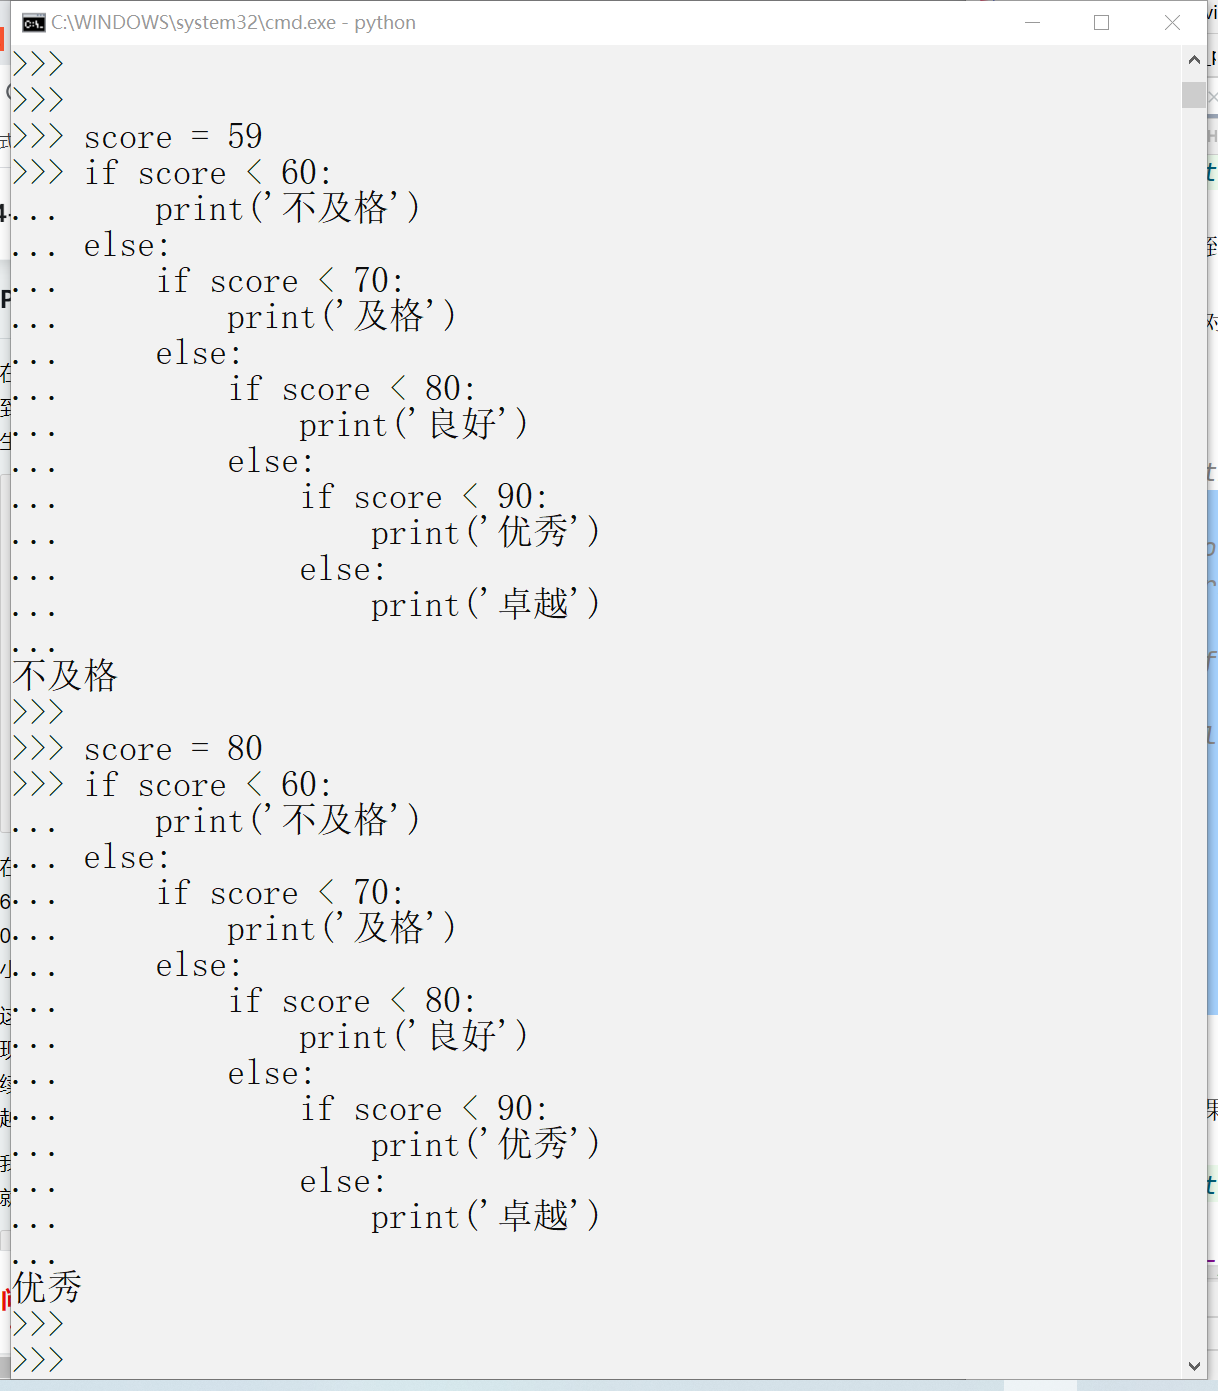 C:\WINDOWS\system32\cmd.exe - python
>>>
>>>
>>> score = 59
>>> if score < 60:
...     print('不及格')
... else:
...     if score < 70:
...         print('及格')
...     else:
...         if score < 80:
...             print('良好')
...         else:
...             if score < 90:
...                 print('优秀')
...             else:
...                 print('卓越')
...
不及格
>>>
>>> score = 80
>>> if score < 60:
...     print('不及格')
... else:
...     if score < 70:
...         print('及格')
...     else:
...         if score < 80:
...             print('良好')
...         else:
...             if score < 90:
...                 print('优秀')
...             else:
...                 print('卓越')
...
优秀
>>>
>>>